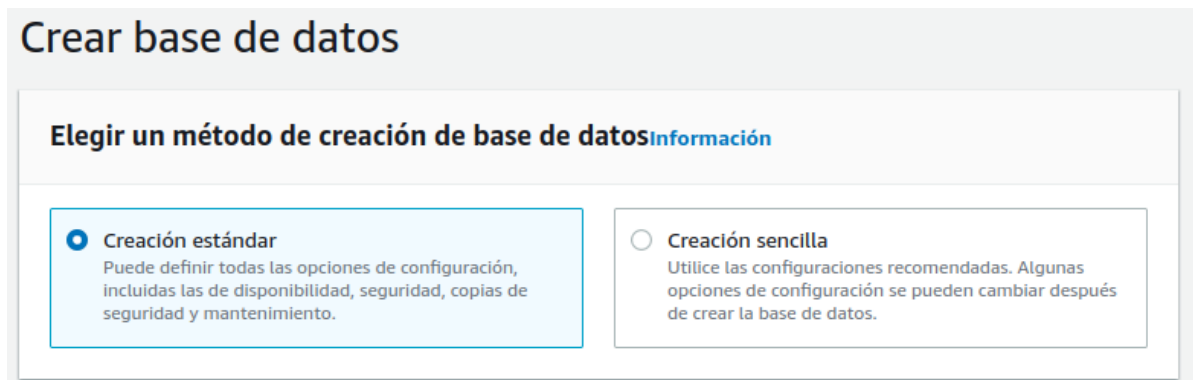 Crear base de datos
Elegir un método de creación de base de datosInformación
Creación estándar
Puede definir todas las opciones de configuración,
incluidas las de disponibilidad, seguridad, copias de
seguridad y mantenimiento.
Creación sencilla
Utilice las configuraciones recomendadas. Algunas
opciones de configuración se pueden cambiar después
de crear la base de datos.